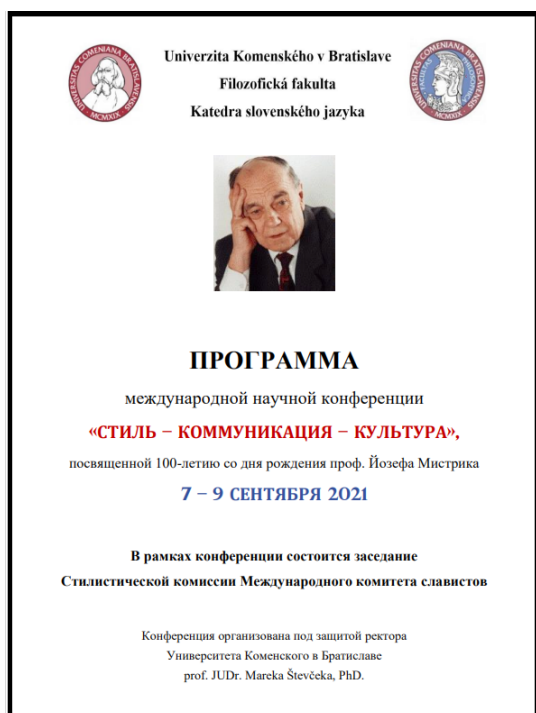 Univerzita Komenského v Bratislave
Filozofická fakulta
Katedra slovenského jazyka
ПРОГРАММА
международной научной конференции
«СТИЛЬ – КОММУНИКАЦИЯ – КУЛЬТУРА»,
посвященной 100-летию со дня рождения проф. Йозефа Мистрика
7 – 9 СЕНТЯБРЯ 2021
В рамках конференции состоится заседание
Стилистической комиссии Международного комитета славистов
Конференция организована под защитой ректора
Университета Коменского в Братиславе
prof. JUDr. Mareka Števčeka, PhD.